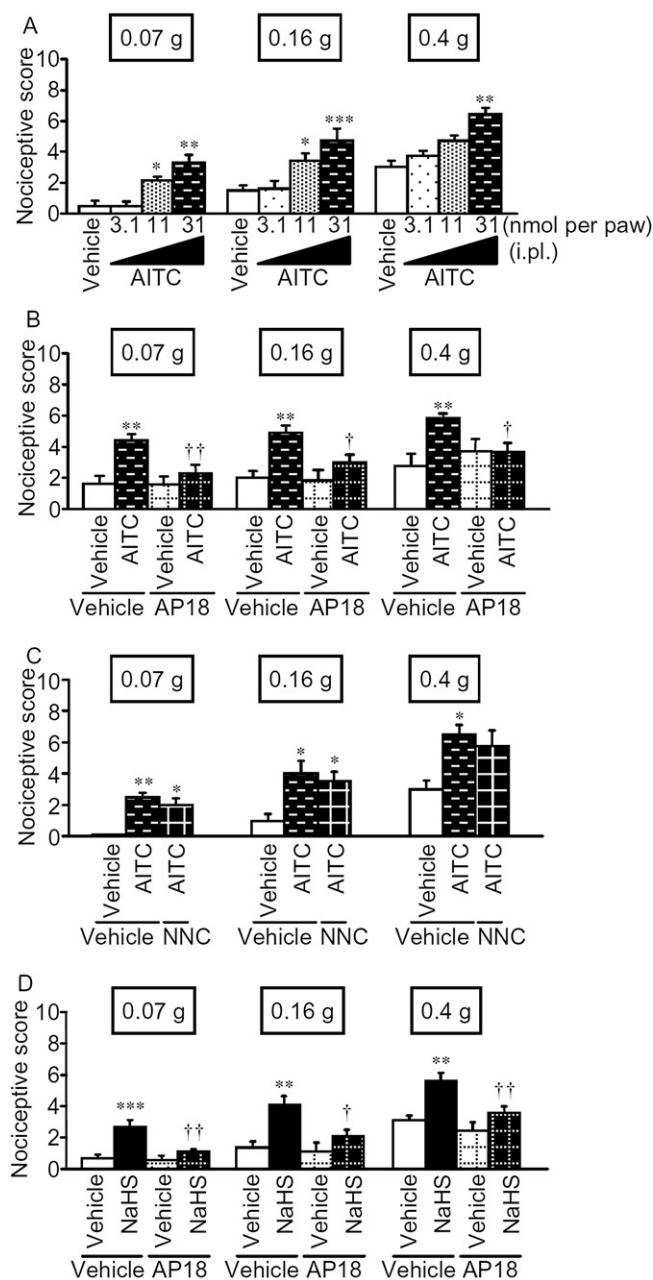 A
0.07 g 0.16 g 0.4 g
Nociceptive score
10
8
6
4
2
0
* ** * *** **
Vehicle 3.1 11 31 Vehicle 3.1 11 31 Vehicle 3.1 11 31 (nmol per paw)
AITC AITC AITC (i.pl.)
B
0.07 g 0.16 g 0.4 g
Nociceptive score
10
8
6
4
2
0
** †† ** † ** †
Vehicle AITC Vehicle AITC Vehicle AITC Vehicle AITC Vehicle AITC Vehicle AITC
Vehicle AP18 Vehicle AP18 Vehicle AP18
C
0.07 g 0.16 g 0.4 g
Nociceptive score
10
8
6
4
2
0
** * * * *
Vehicle AITC AITC Vehicle AITC AITC Vehicle AITC AITC
Vehicle NNC Vehicle NNC Vehicle NNC
D
0.07 g 0.16 g 0.4 g
Nociceptive score
10
8
6
4
2
0
*** †† ** † ** ††
Vehicle NaHS Vehicle NaHS Vehicle NaHS Vehicle NaHS Vehicle NaHS Vehicle NaHS
Vehicle AP18 Vehicle AP18 Vehicle AP18